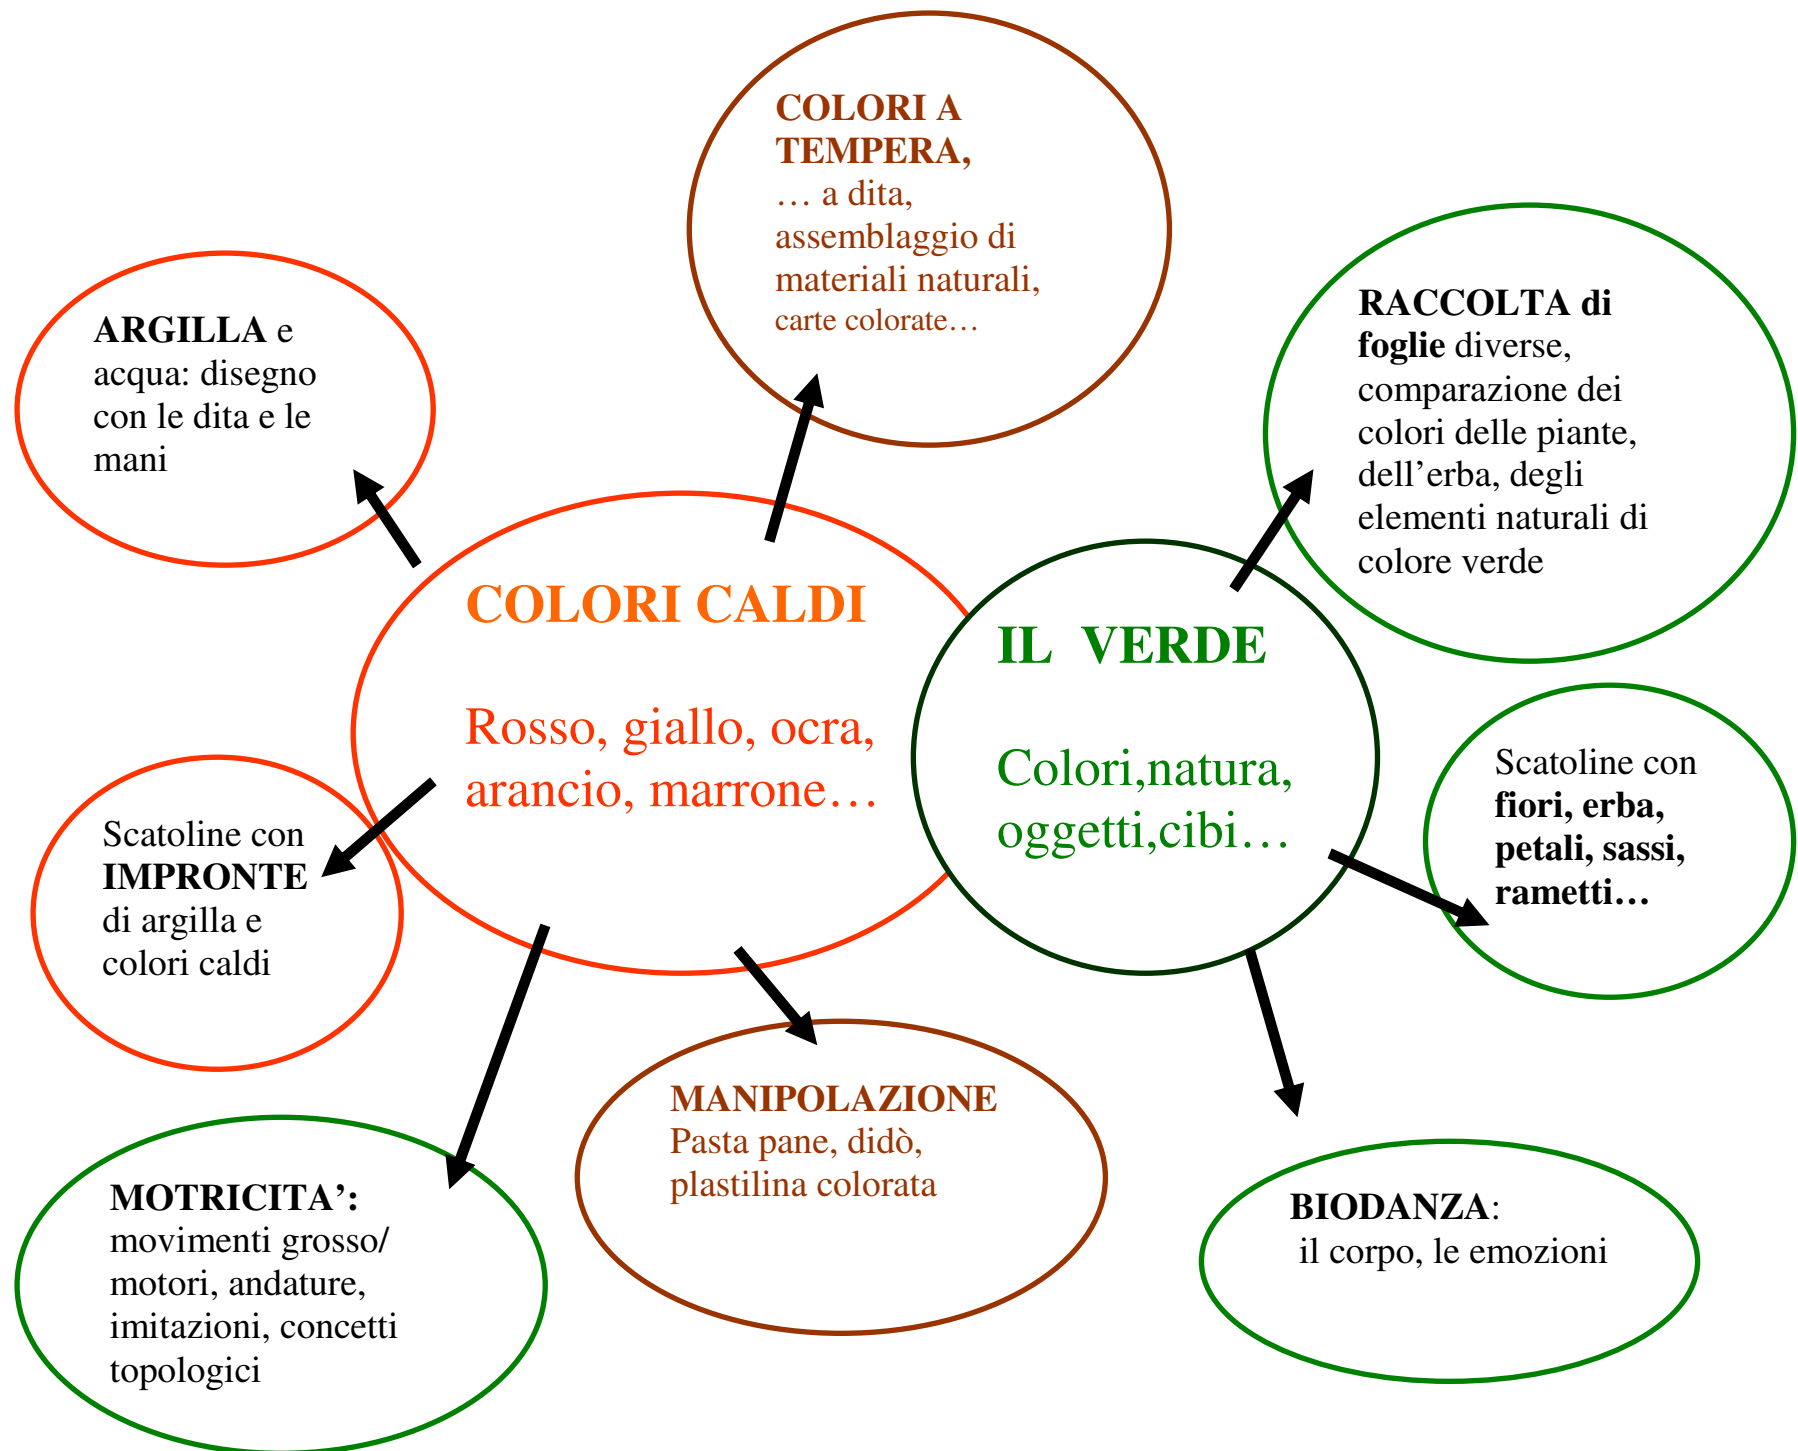 COLORI A
TEMPERA,
… a dita,
assemblaggio di
materiali naturali,
carte colorate…
ARGILLA e
acqua: disegno
con le dita e le
mani
RACCOLTA di
foglie diverse,
comparazione dei
colori delle piante,
dell’erba, degli
elementi naturali di
colore verde
COLORI CALDI
Rosso, giallo, ocra,
arancio, marrone…
IL VERDE
Colori,natura,
oggetti,cibi…
Scatoline con
fiori, erba,
petali, sassi,
rametti…
Scatoline con
IMPRONTE
di argilla e
colori caldi
MANIPOLAZIONE
Pasta pane, didò,
plastilina colorata
MOTRICITA’:
movimenti grosso/
motori, andature,
imitazioni, concetti
topologici
BIODANZA:
il corpo, le emozioni